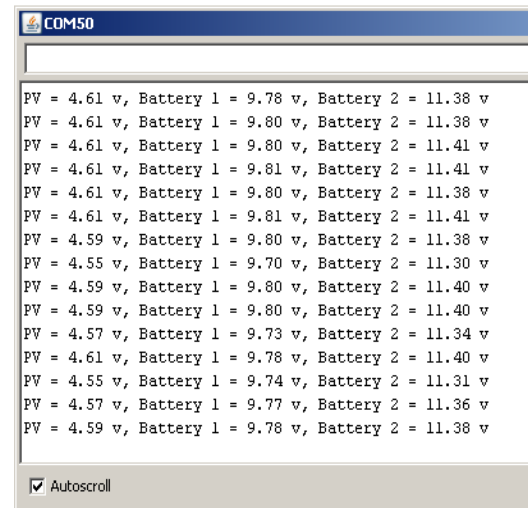 COM50
PV = 4.61 v, Battery 1 = 9.78 v, Battery 2 = 11.38 v
PV = 4.61 v, Battery 1 = 9.80 v, Battery 2 = 11.38 v
PV = 4.61 v, Battery 1 = 9.80 v, Battery 2 = 11.41 v
PV = 4.61 v, Battery 1 = 9.81 v, Battery 2 = 11.41 v
PV = 4.61 v, Battery 1 = 9.80 v, Battery 2 = 11.38 v
PV = 4.61 v, Battery 1 = 9.81 v, Battery 2 = 11.41 v
PV = 4.59 v, Battery 1 = 9.80 v, Battery 2 = 11.38 v
PV = 4.55 v, Battery 1 = 9.70 v, Battery 2 = 11.30 v
PV = 4.59 v, Battery 1 = 9.80 v, Battery 2 = 11.40 v
PV = 4.59 v, Battery 1 = 9.80 v, Battery 2 = 11.40 v
PV = 4.57 v, Battery 1 = 9.73 v, Battery 2 = 11.34 v
PV = 4.61 v, Battery 1 = 9.78 v, Battery 2 = 11.40 v
PV = 4.55 v, Battery 1 = 9.74 v, Battery 2 = 11.31 v
PV = 4.57 v, Battery 1 = 9.77 v, Battery 2 = 11.36 v
PV = 4.59 v, Battery 1 = 9.78 v, Battery 2 = 11.38 v
Autoscroll